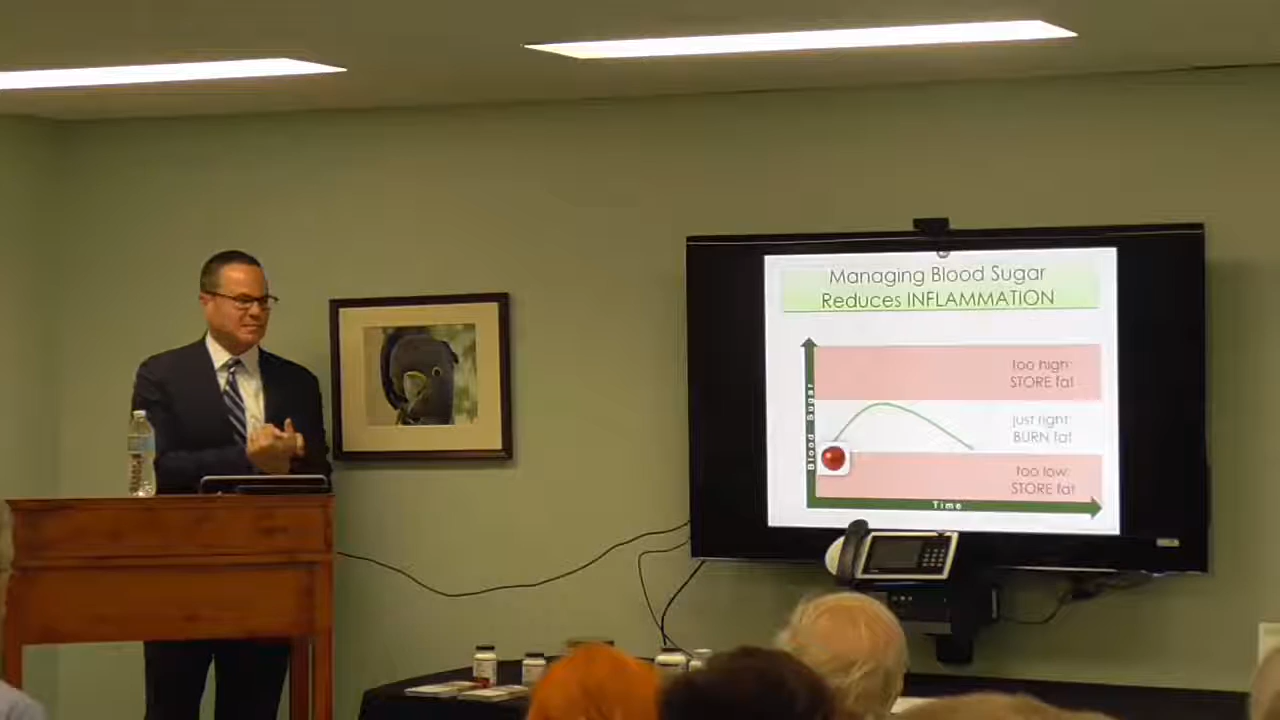 Managing Blood Sugar
Reduces INFLAMMATION
too high:
STORE fat
just right:
BURN fat
too low:
STORE fat
Blood Sugar
Time